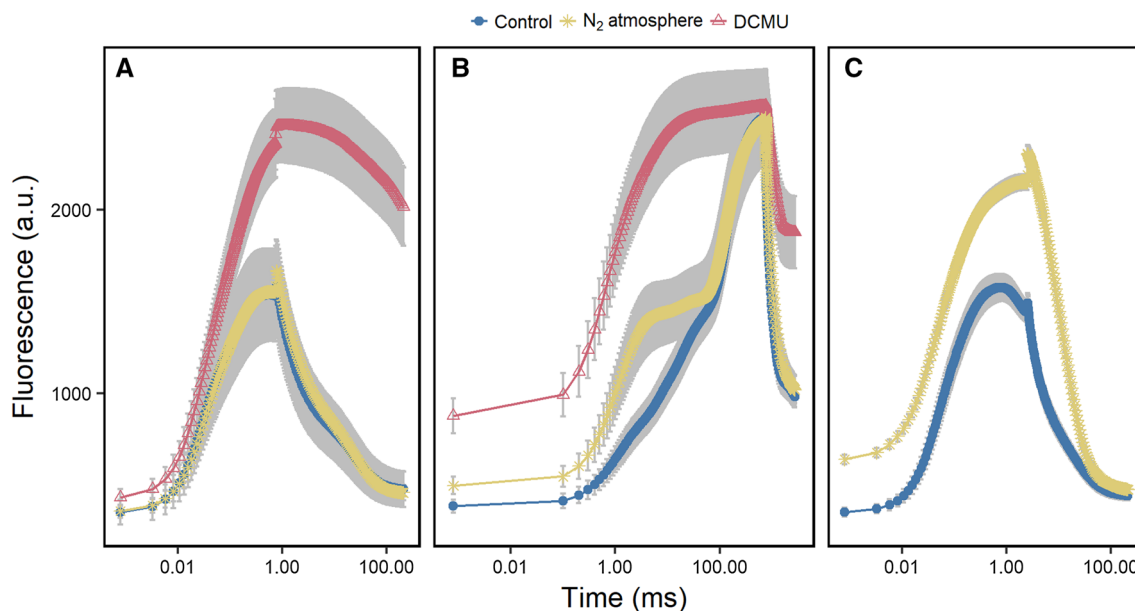 Control N₂ atmosphere DCMU
A B C
Fluorescence (a.u.)
2000
1000
0.01 1.00 100.00 0.01 1.00 100.00 0.01 1.00 100.00
Time (ms)